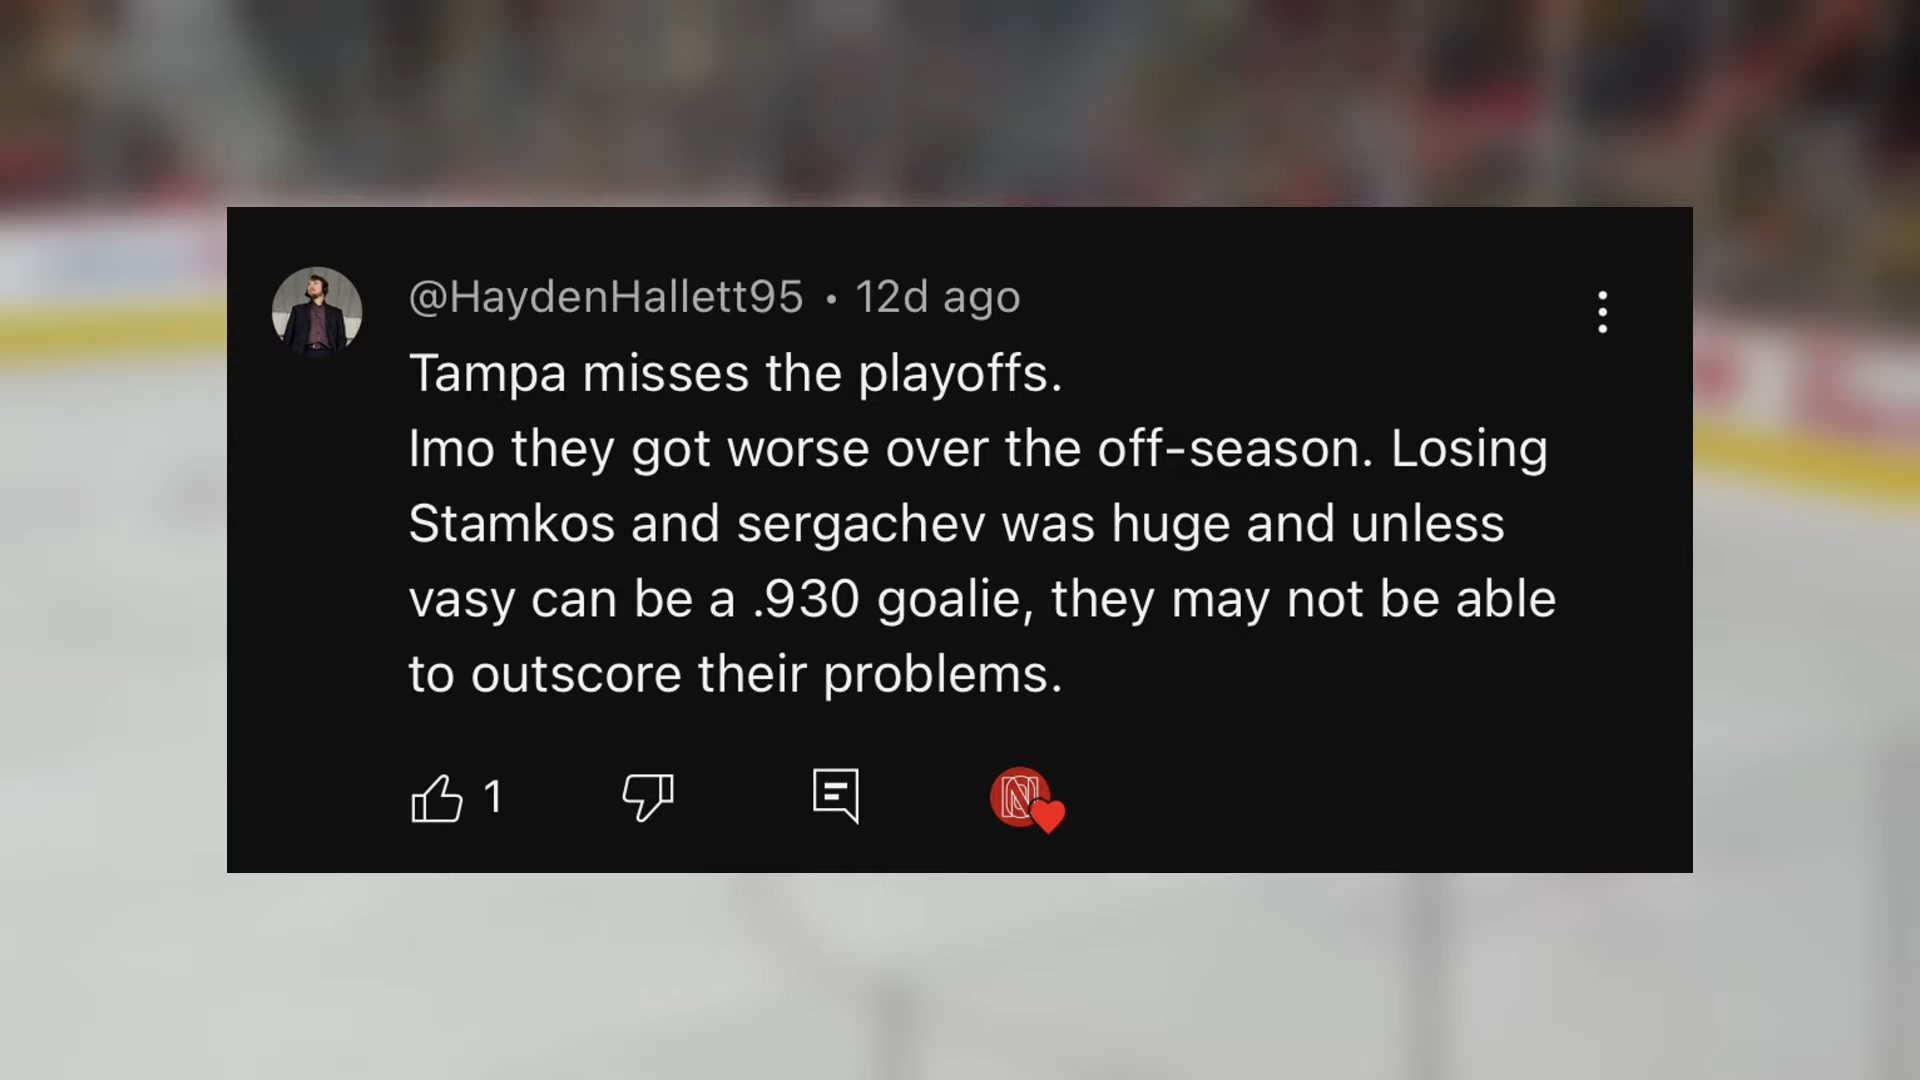 @HaydenHallett95 • 12d ago
Tampa misses the playoffs.
Imo they got worse over the off-season. Losing
Stamkos and sergachev was huge and unless
vasy can be a .930 goalie, they may not be able
to outscore their problems.
1